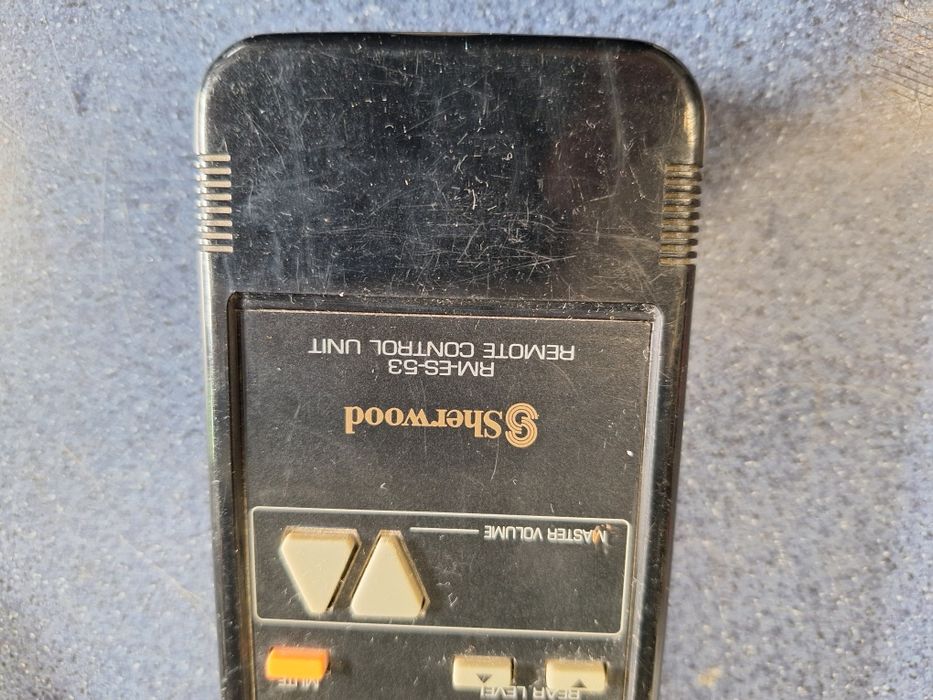 REAR LEVEL
MUTE
MASTER VOLUME
Sherwood
RM-ES-53
REMOTE CONTROL UNIT